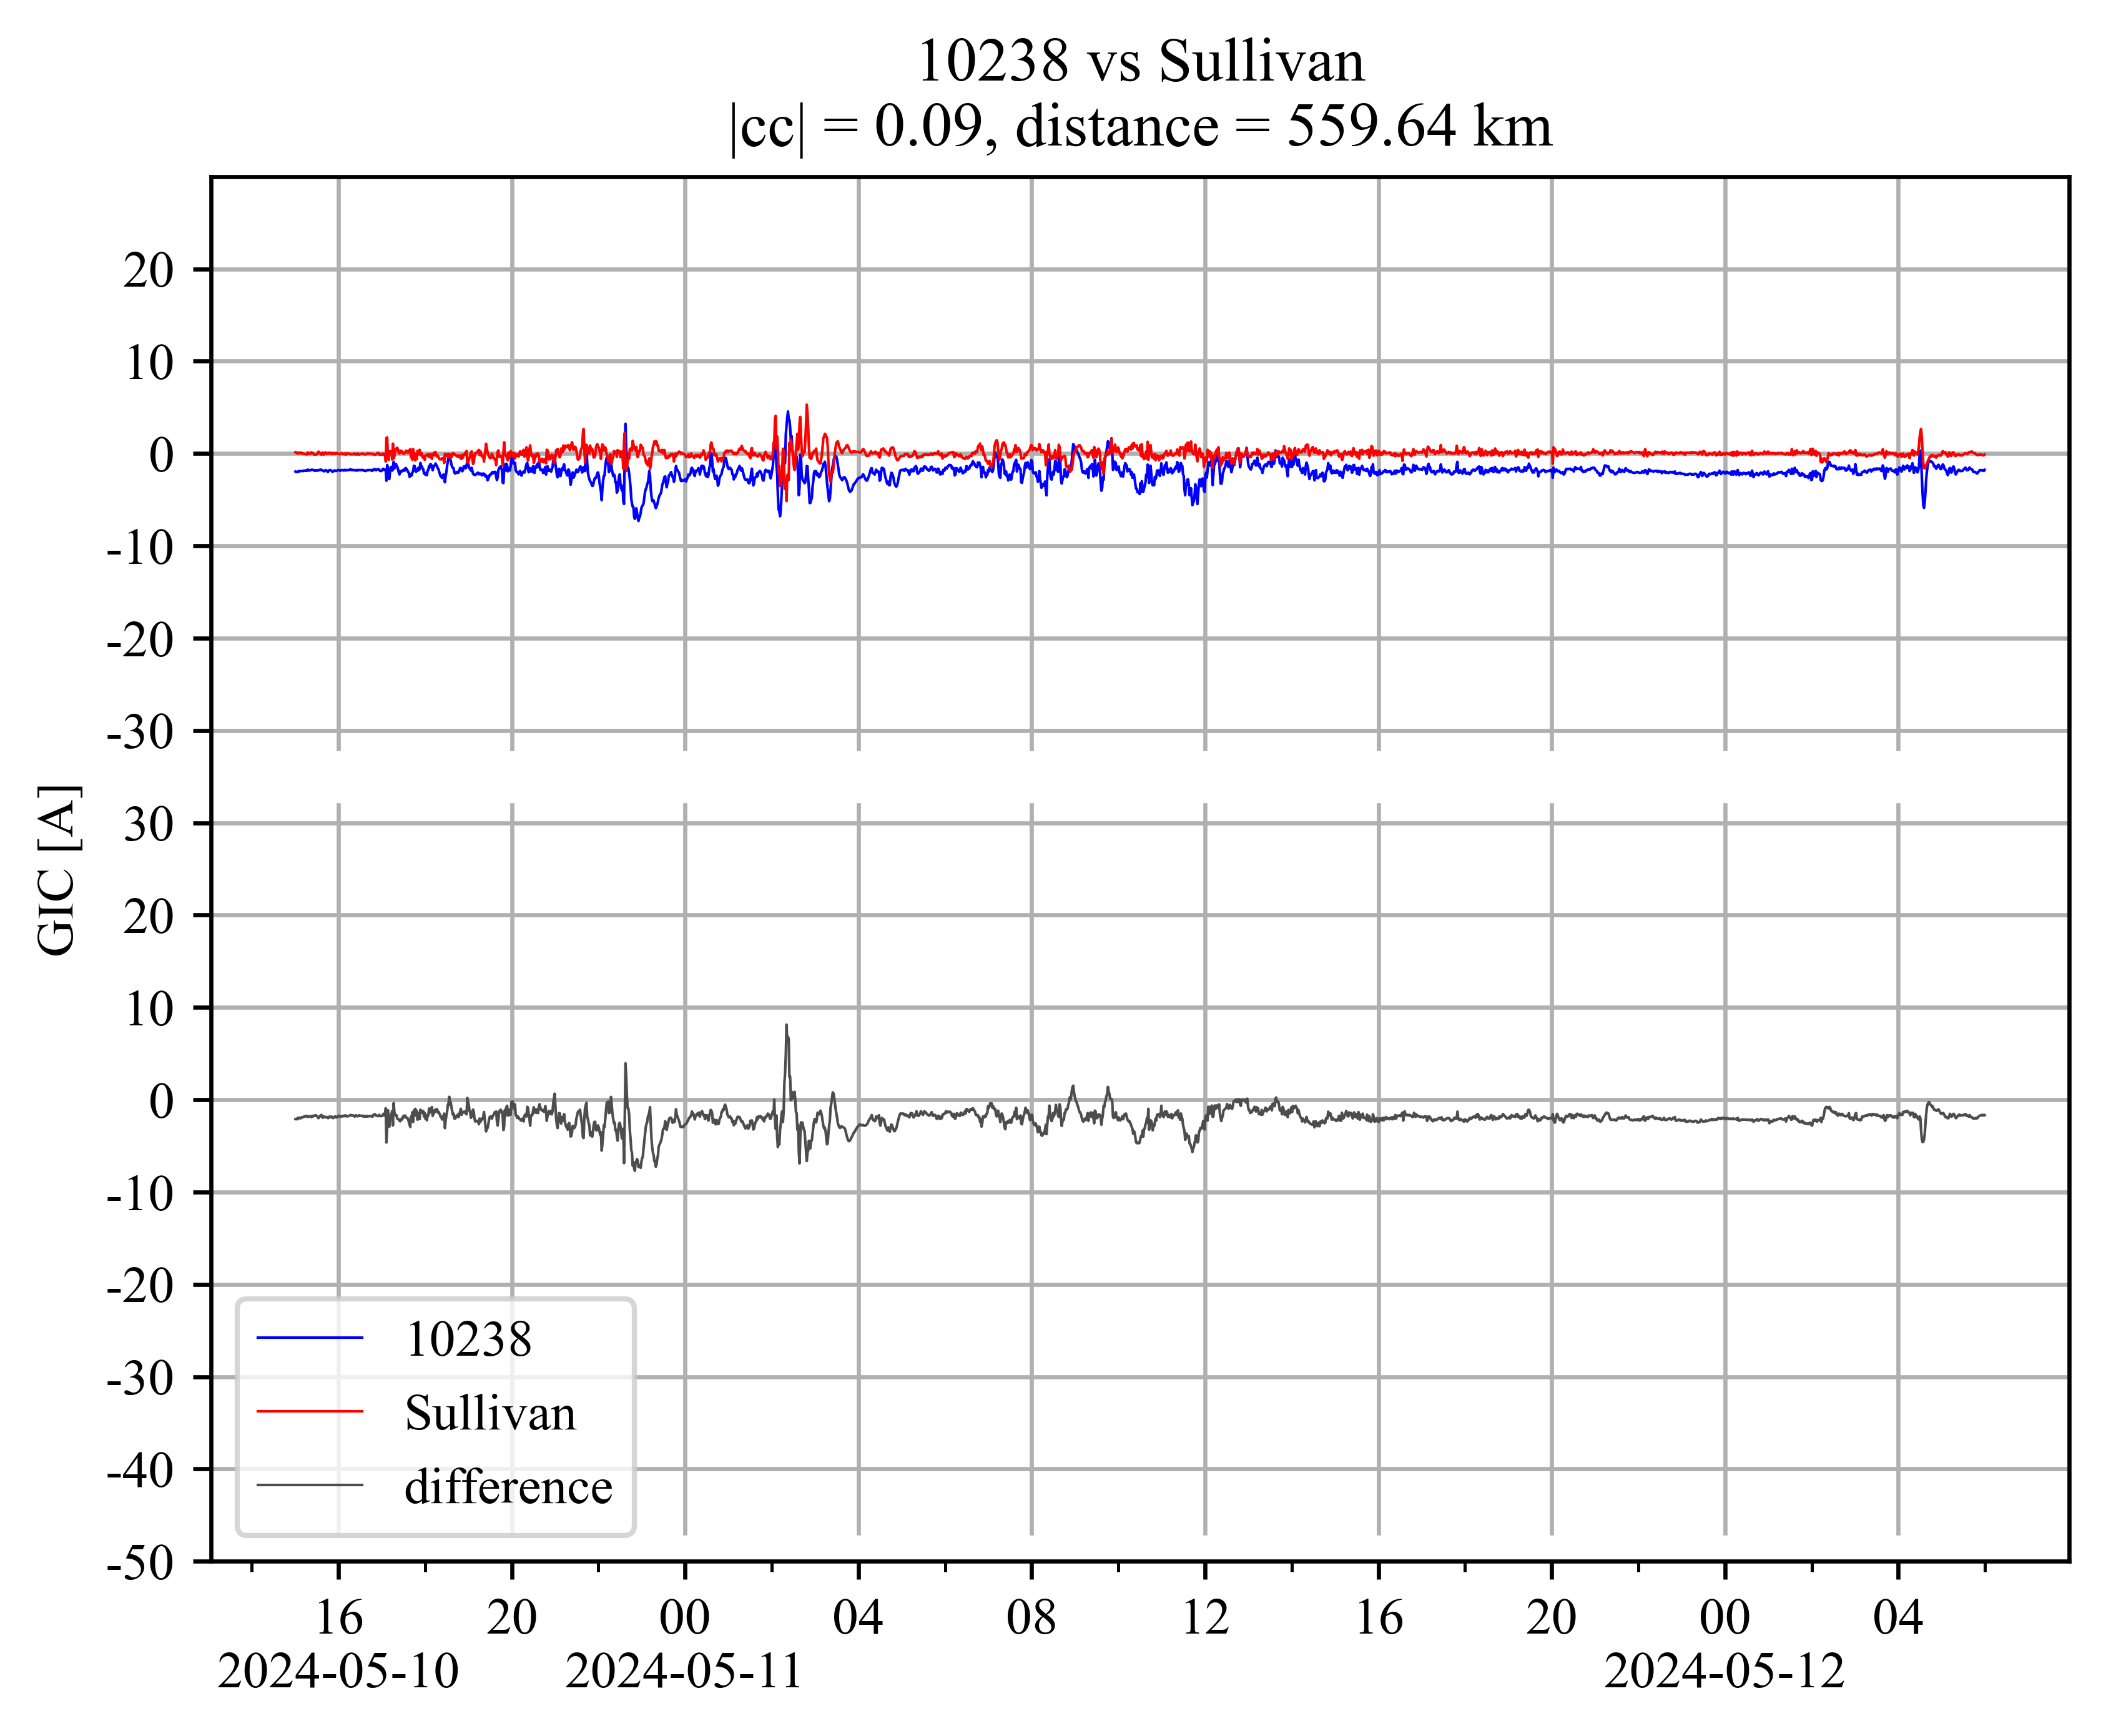 10238 vs Sullivan
|cc| = 0.09, distance = 559.64 km
GIC [A]
20
10
0
-10
-20
-30
30
20
10
0
-10
-20
-30
-40
-50
10238
Sullivan
difference
16 20 00 04 08 12 16 20 00 04
2024-05-10 2024-05-11 2024-05-12